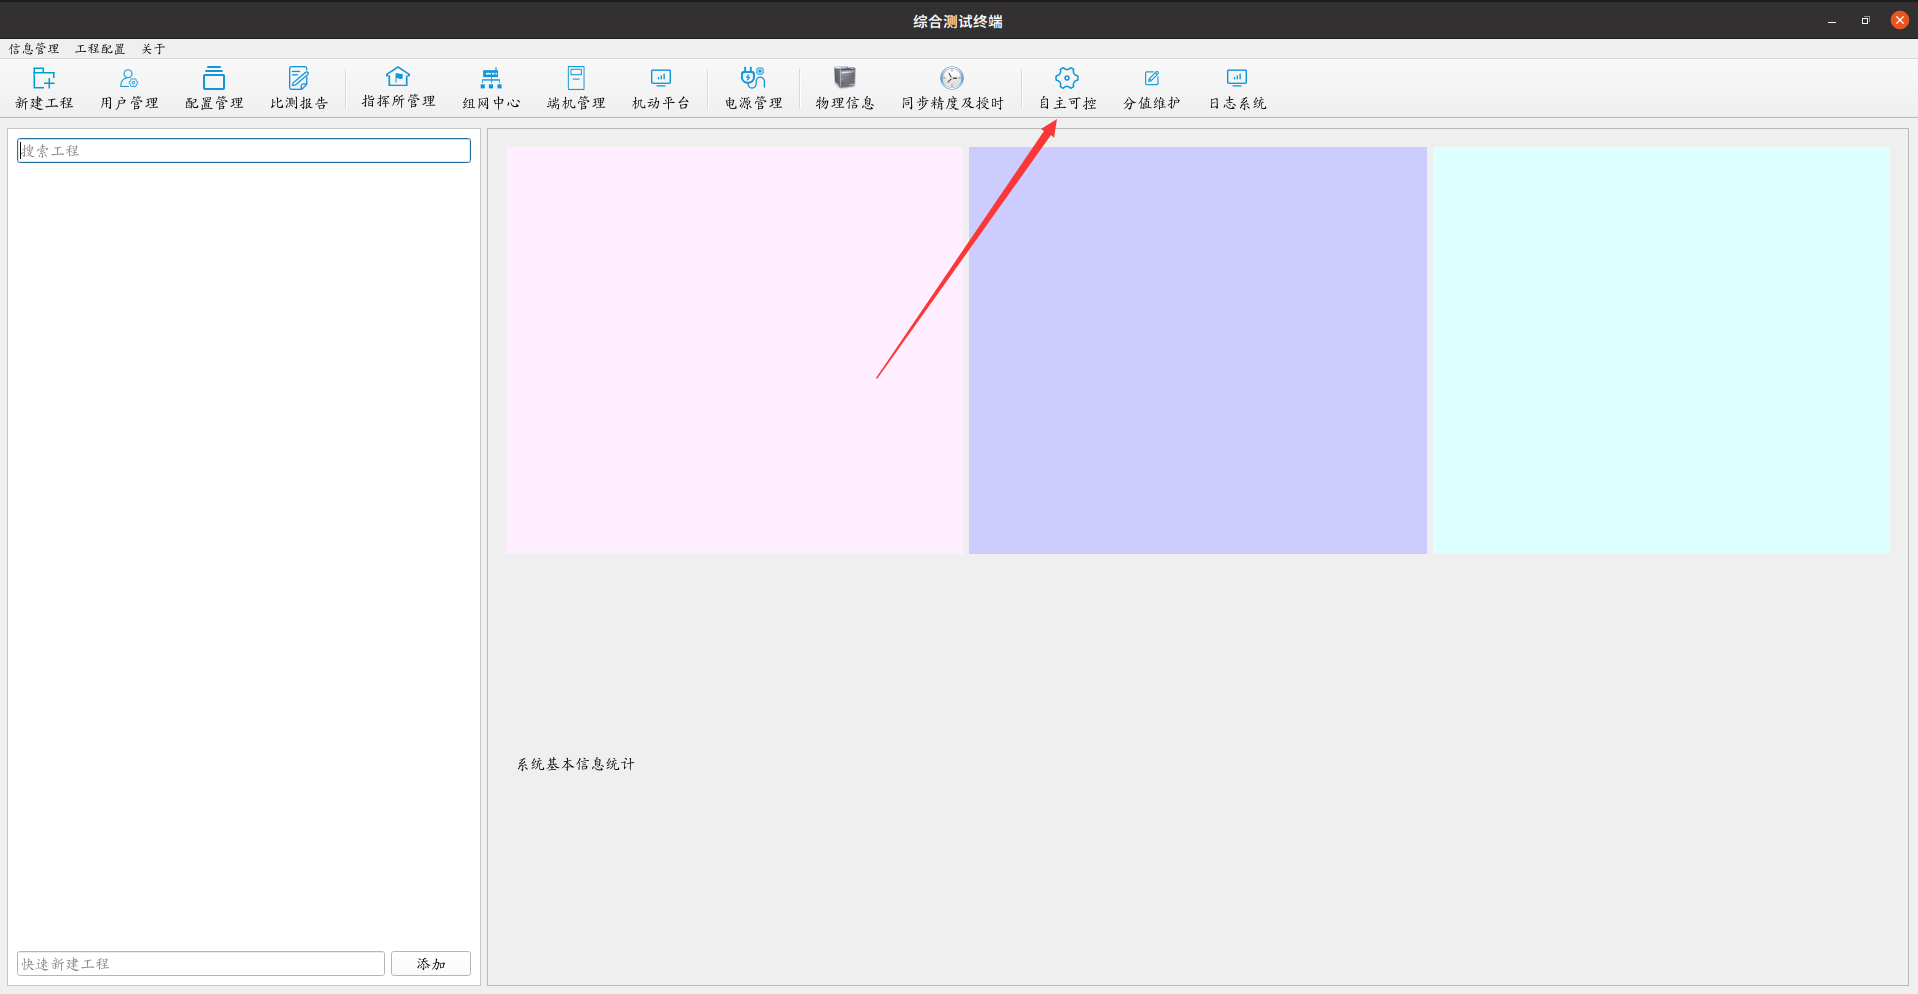 综合测试终端
信息管理 工程配置 关于
新建工程 用户管理 配置管理 比测报告 指挥所管理 组网中心 端机管理 机动平台 电源管理 物理信息 同步精度及授时 自主可控 分值维护 日志系统
搜索工程
系统基本信息统计
快速新建工程 添加